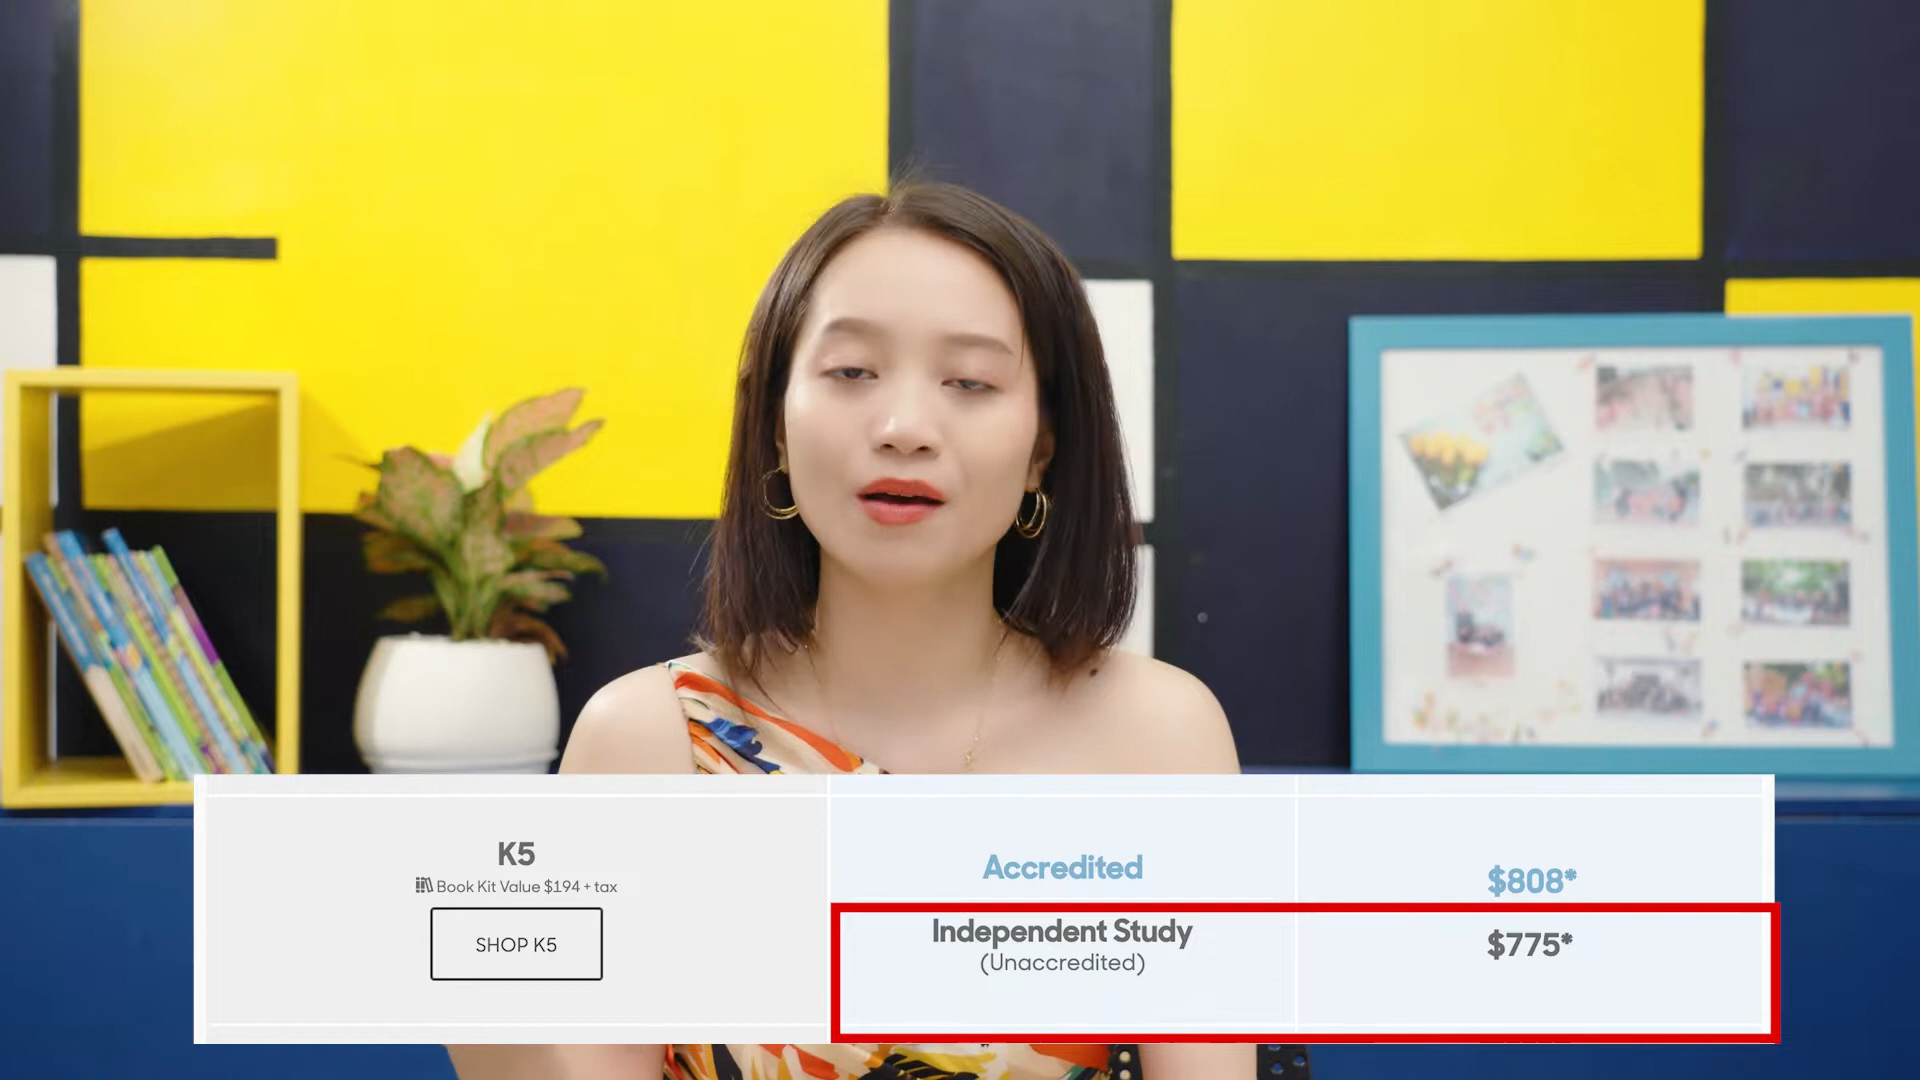 K5
Book Kit Value $194 + tax
SHOP K5
Accredited
$808*
Independent Study
(Unaccredited)
$775*